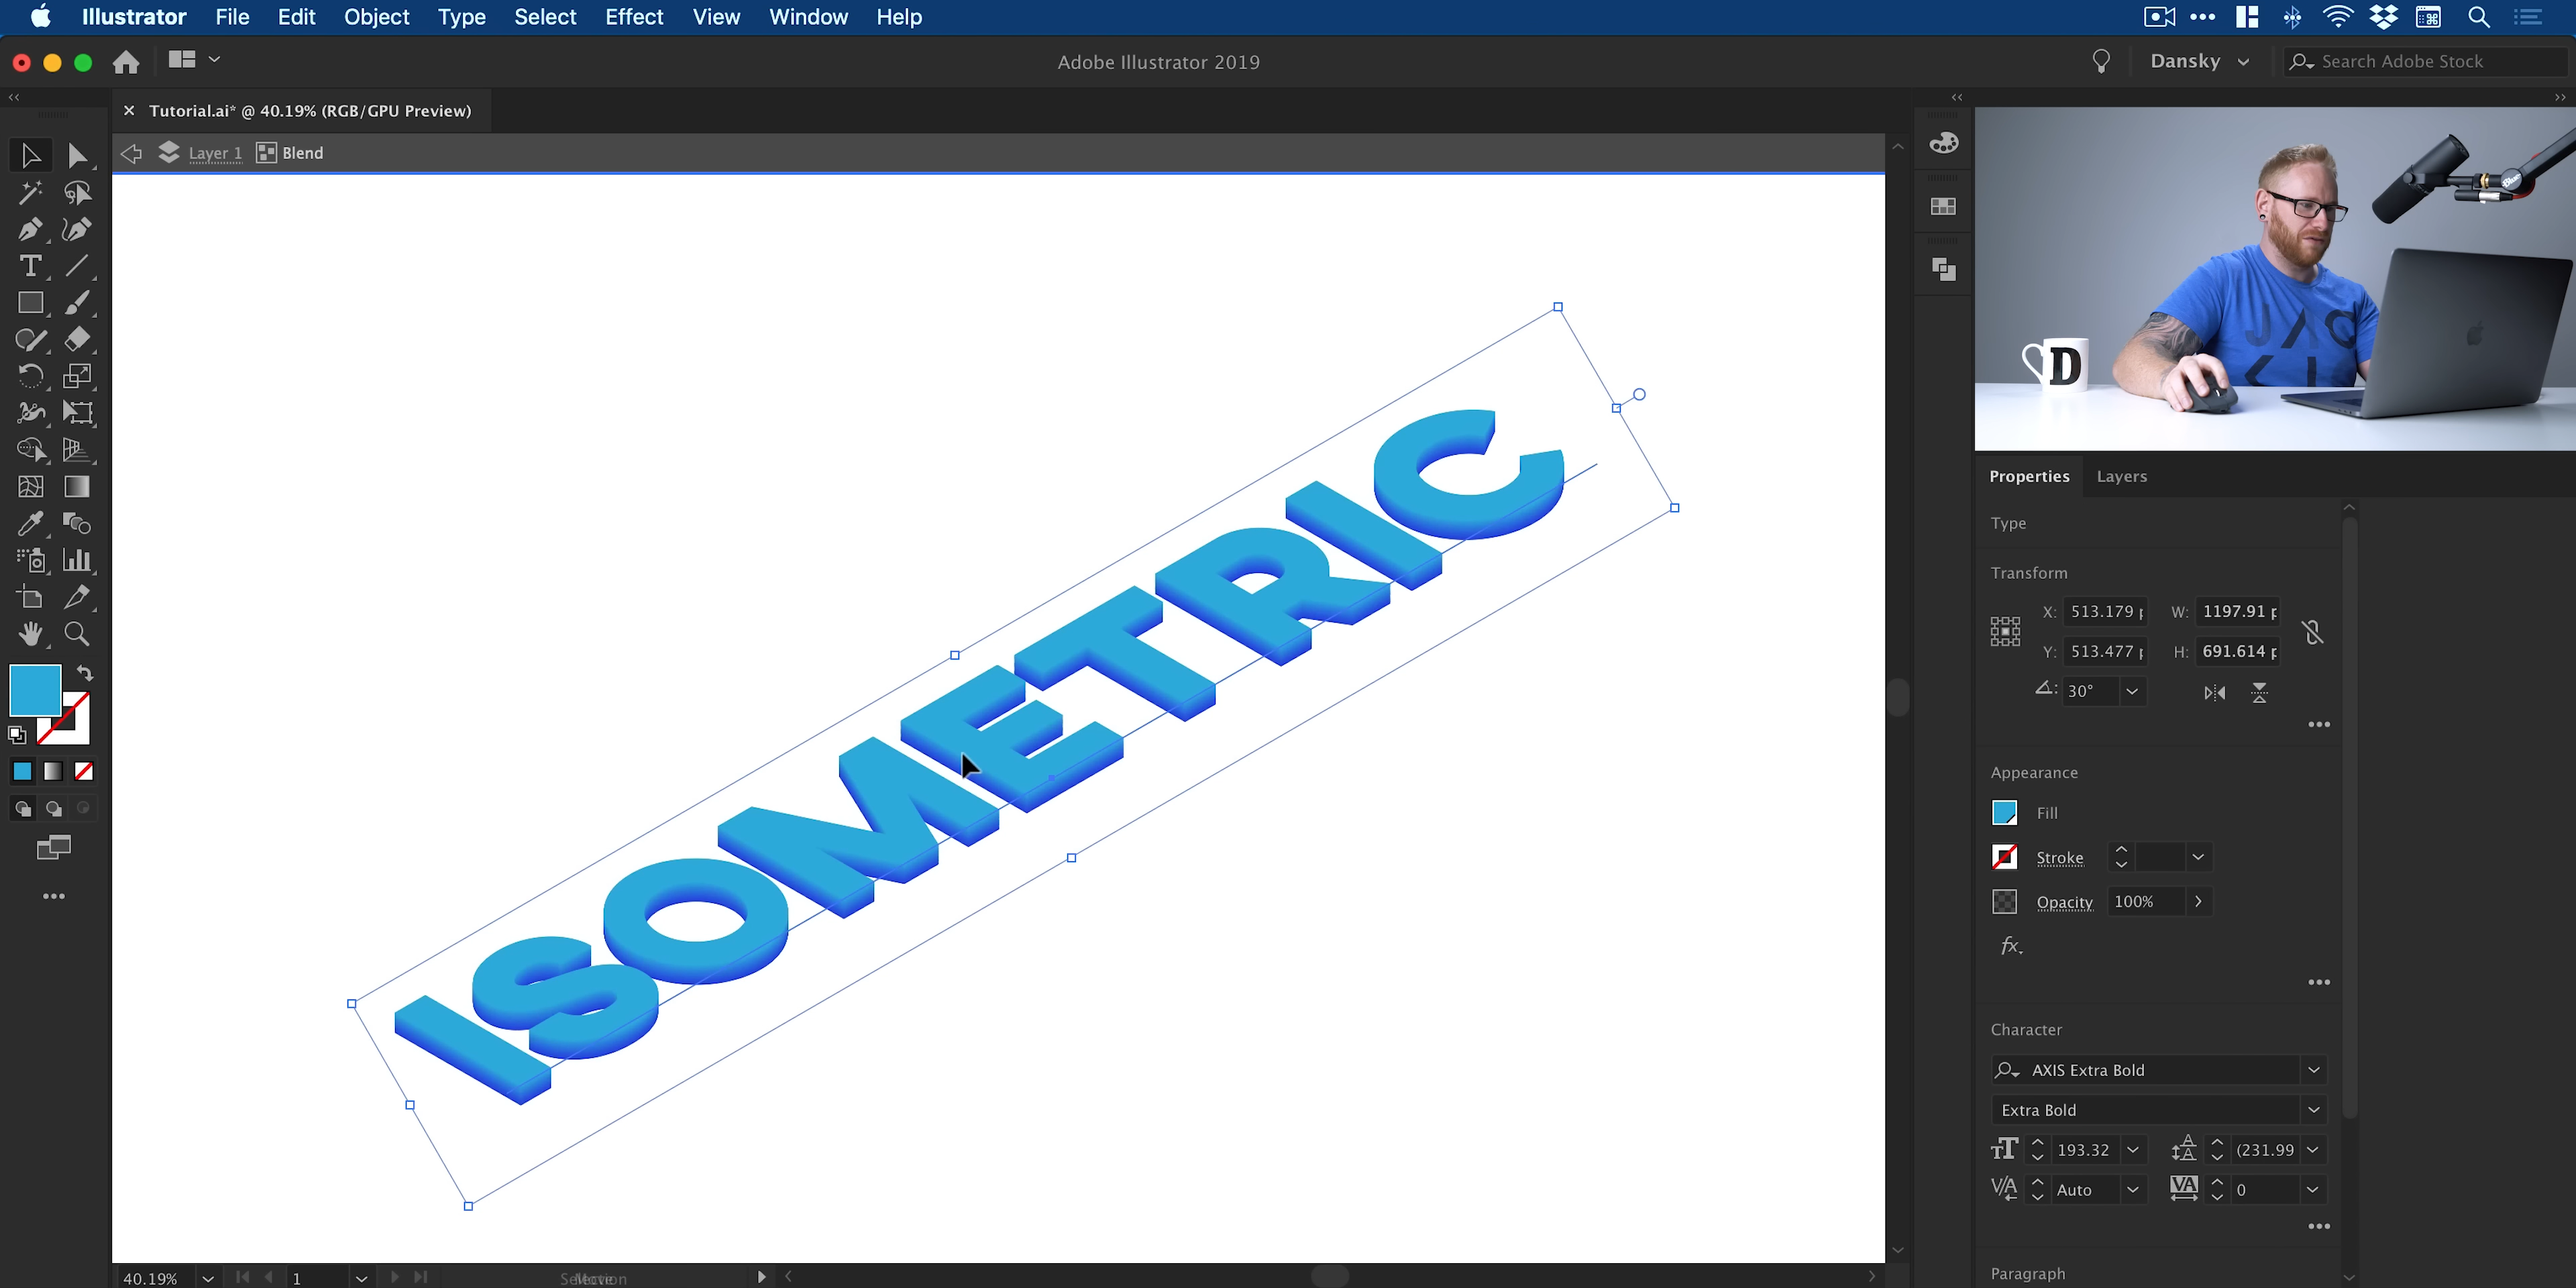 Illustrator File Edit Object Type Select Effect View Window Help
Adobe Illustrator 2019
Dansky
Search Adobe Stock
Tutorial.ai* @ 40.19% (RGB/GPU Preview)
Layer 1 Blend
ISOMETRIC
D
JAC
Properties Layers
Type
Transform
X: 513.179 W: 1197.91
Y: 513.477 H: 691.614
30°
Appearance
Fill
Stroke
Opacity 100%
fx.
Character
AXIS Extra Bold
Extra Bold
193.32 (231.99
Auto 0
Paragraph
40.19% 1